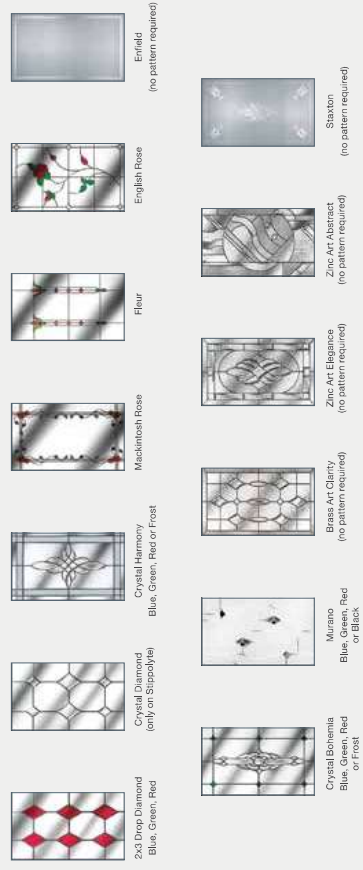 2x3 Drop Diamond
Blue, Green, Red
Crystal Diamond
(only on Stippolyte)
Crystal Harmony
Blue, Green, Red or Frost
Mackintosh Rose
Fleur
English Rose
Enfield
(no pattern required)
Crystal Bohemia
Blue, Green, Red
or Frost
Murano
Blue, Green, Red
or Black
Brass Art Clarity
(no pattern required)
Zinc Art Elegance
(no pattern required)
Zinc Art Abstract
(no pattern required)
Staxton
(no pattern required)